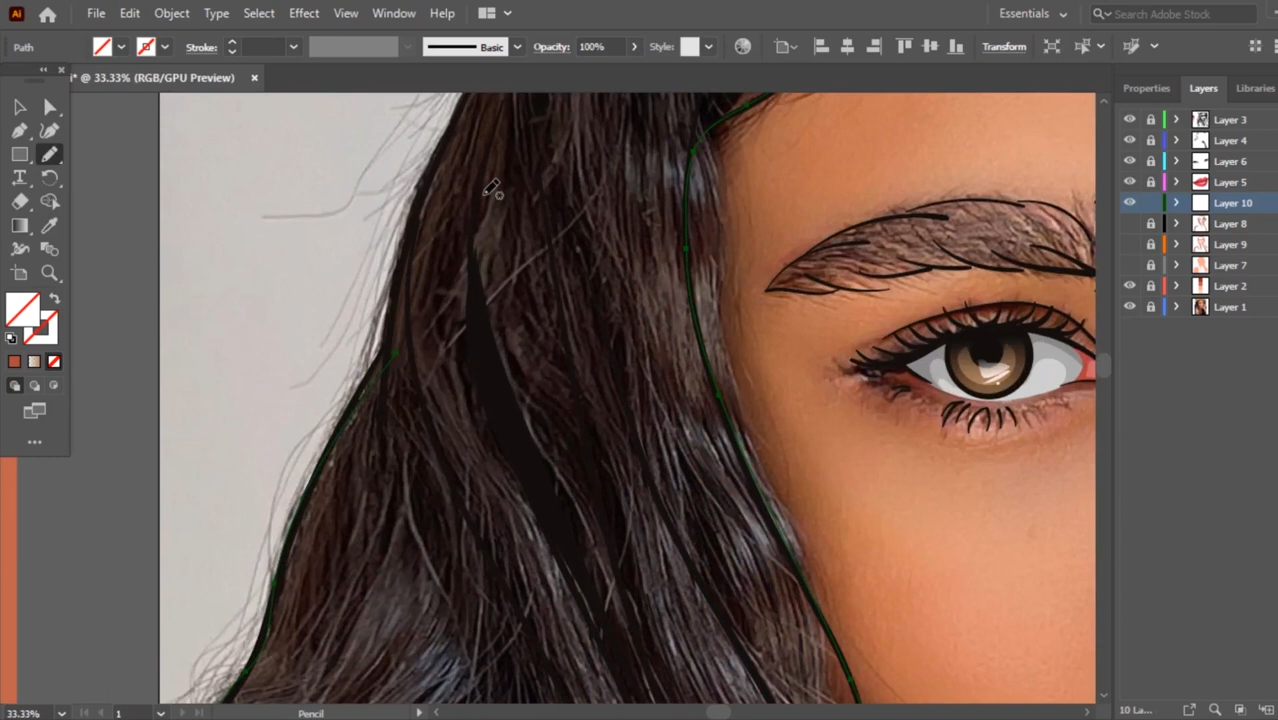 Ai File Edit Object Type Select Effect View Window Help Essentials Search Adobe Stock
Path Stroke: Basic Opacity: 100% Style: Transform
* @ 33.33% (RGB/GPU Preview)
Properties Layers Libraries
Layer 3
Layer 4
Layer 6
Layer 5
Layer 10
Layer 8
Layer 9
Layer 7
Layer 2
Layer 1
33.33% 1 Pencil 10 La...